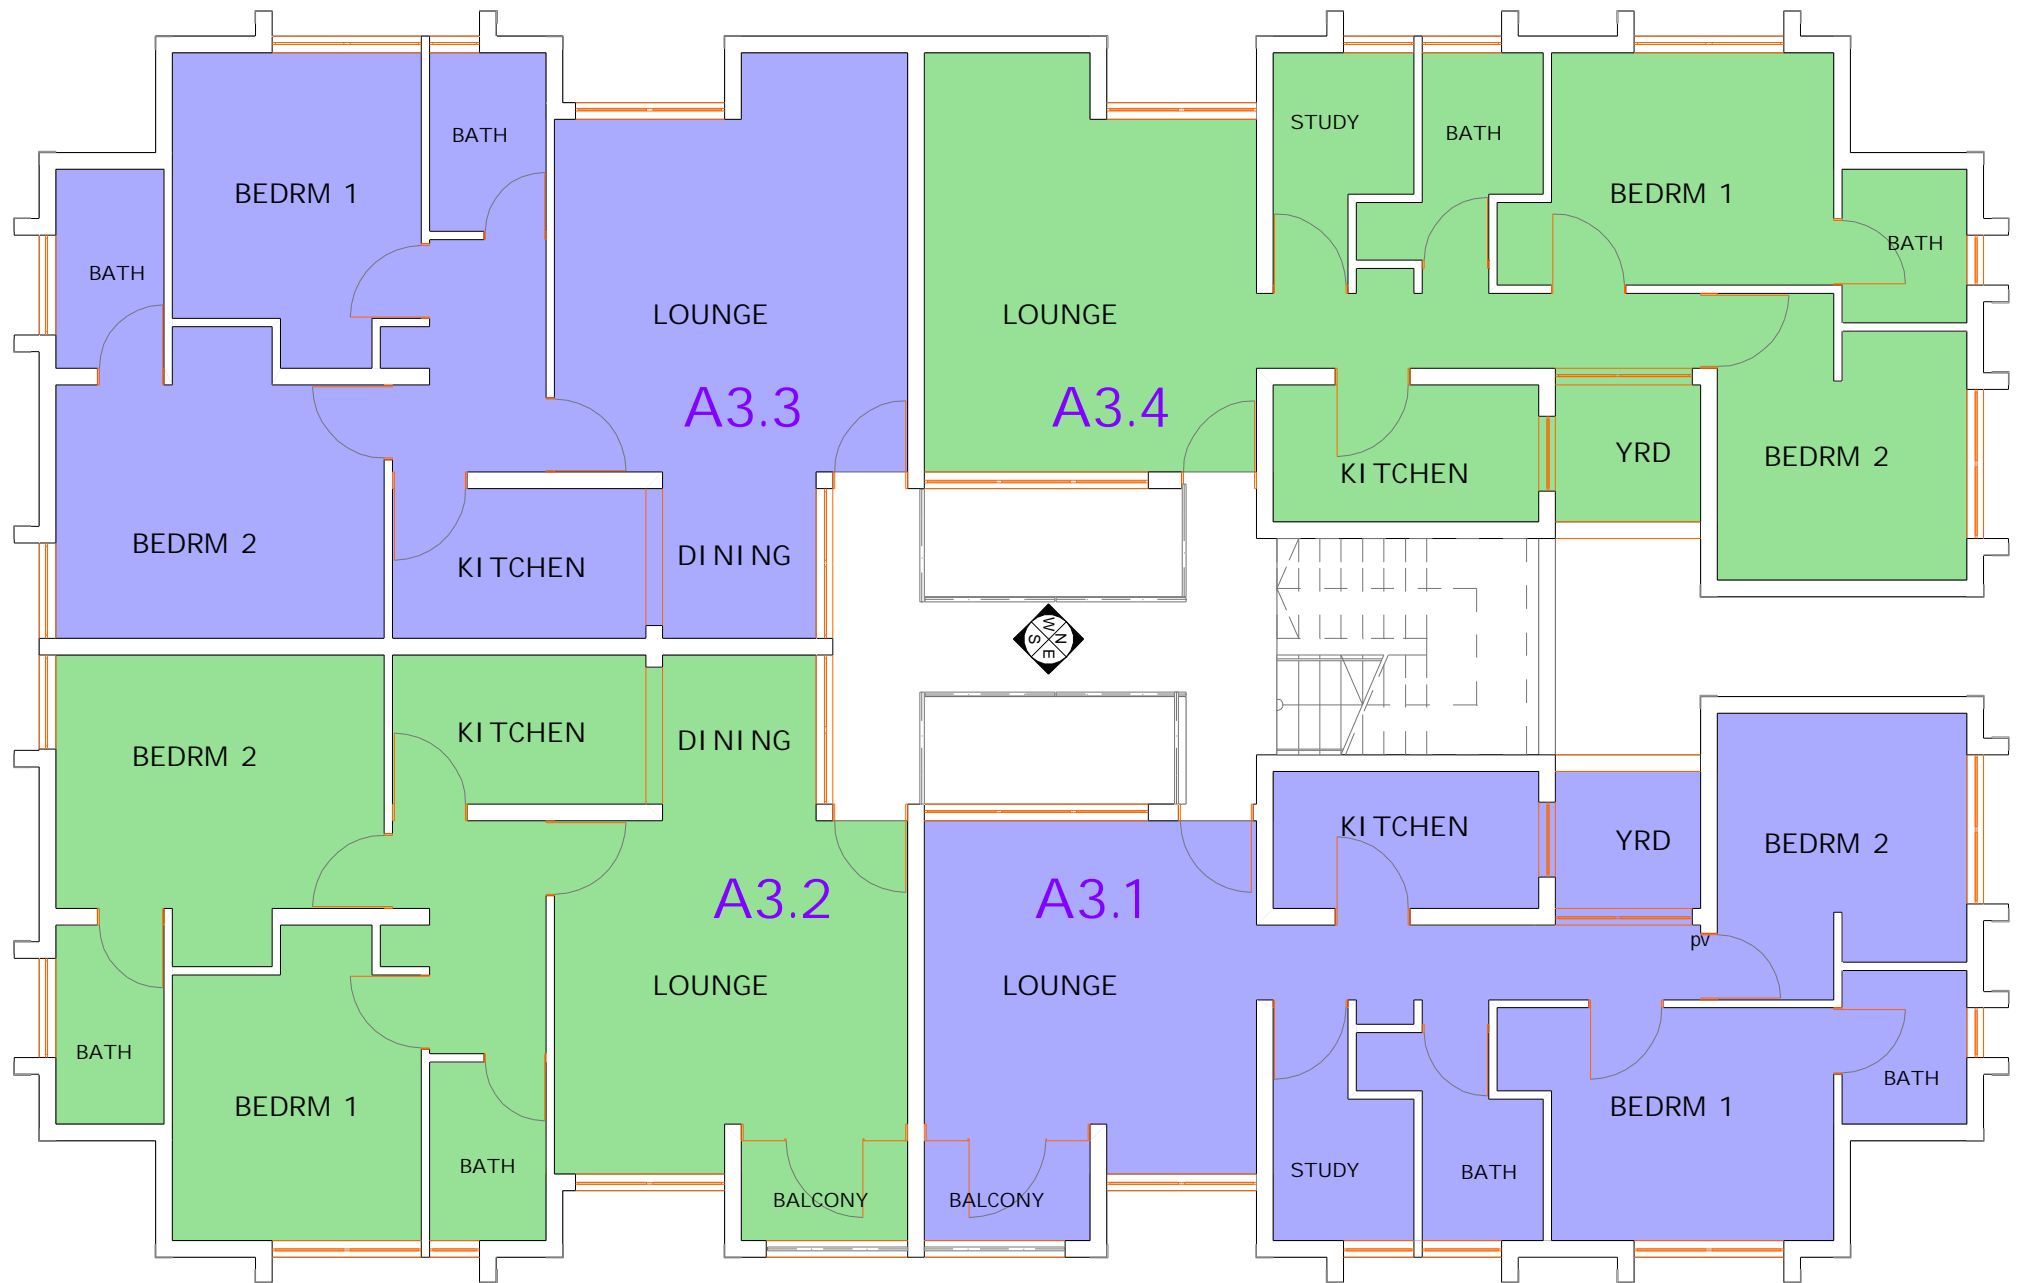 STUDY
BATH
BATH
BEDRM 1
BEDRM 1
BATH
BATH
LOUNGE
LOUNGE
A3.3
A3.4
YRD
BEDRM 2
KITCHEN
BEDRM 2
DINING
KITCHEN
W
N
S
E
KITCHEN
DINING
BEDRM 2
KITCHEN
YRD
BEDRM 2
A3.2
A3.1
pv
LOUNGE
LOUNGE
BATH
BATH
BEDRM 1
BEDRM 1
BATH
STUDY
BATH
BALCONY
BALCONY